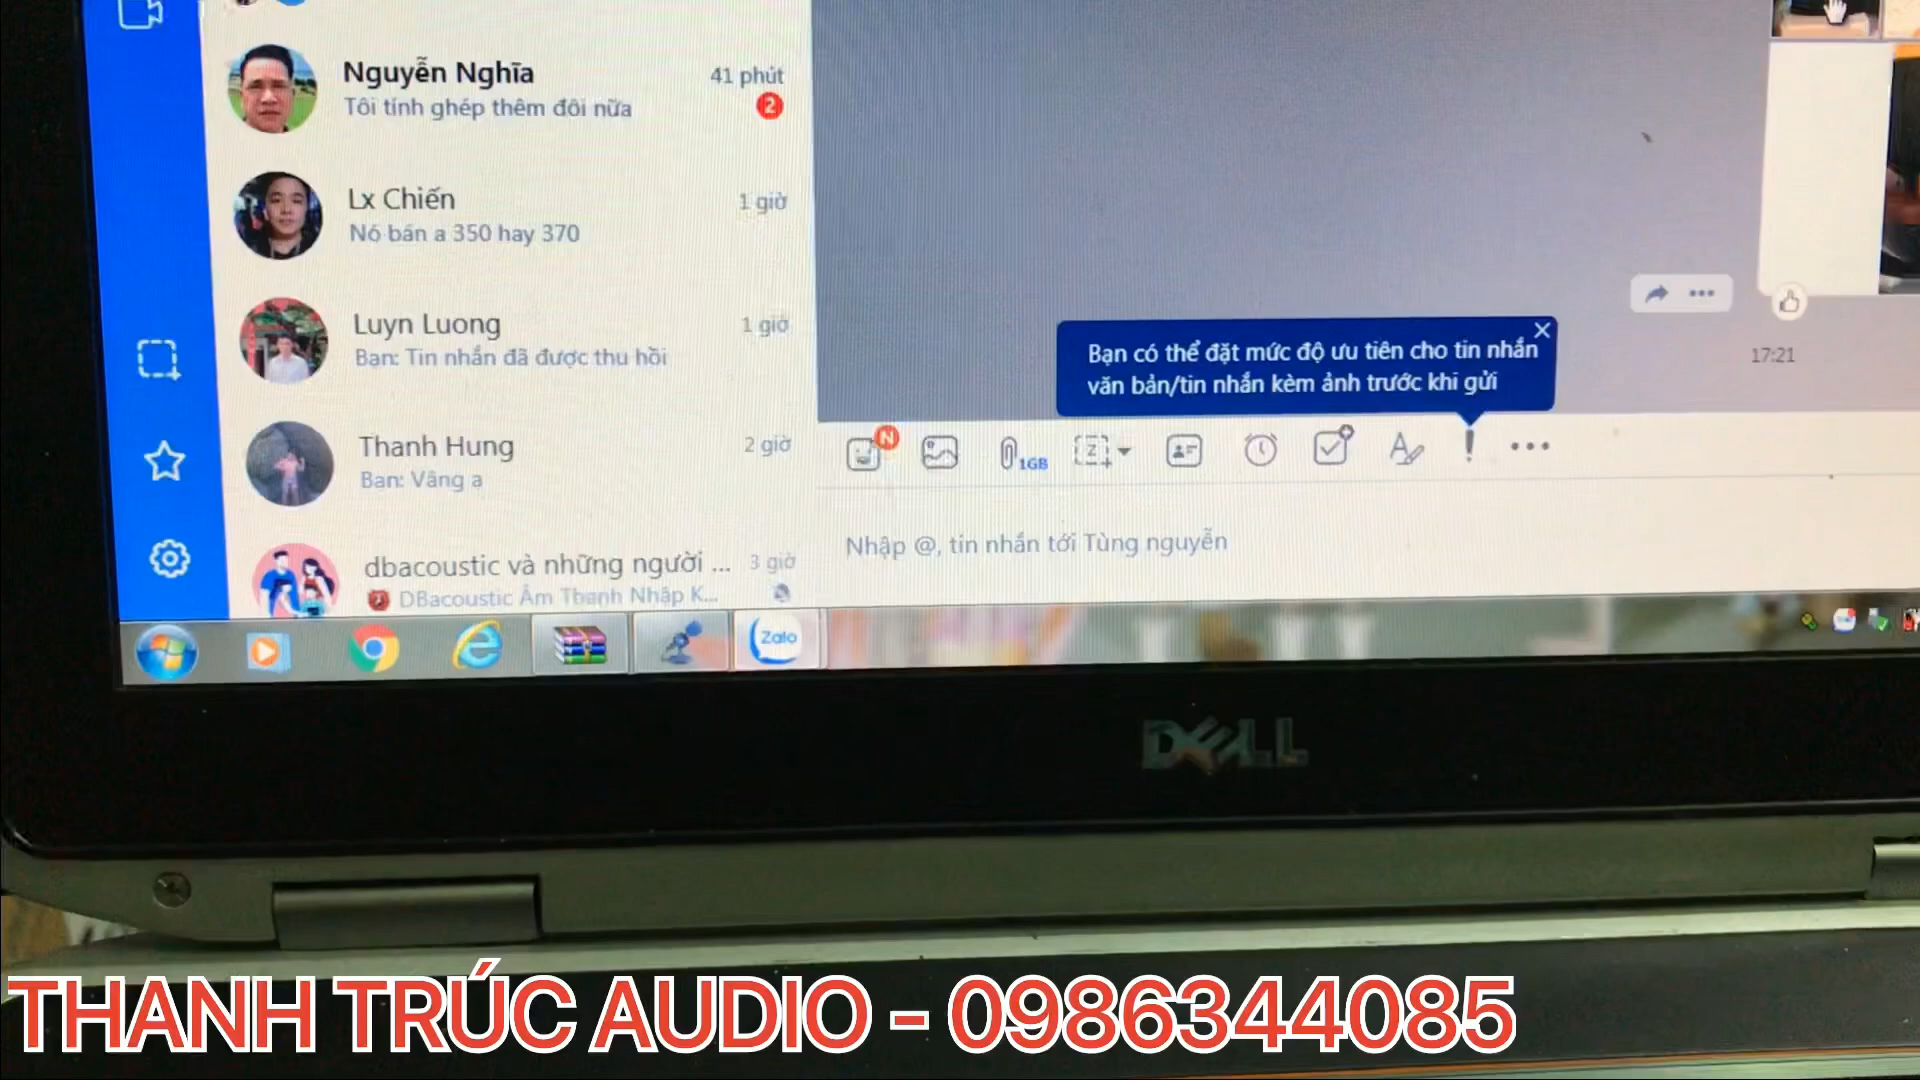 Nguyễn Nghĩa
41 phút
Tôi tính ghép thêm đôi nữa
2
Lx Chiến
1 giờ
Nó bán a 350 hay 370
Luyn Luong
1 giờ
Bạn: Tin nhắn đã được thu hồi
Thanh Hung
2 giờ
Bạn: Vâng a
dbacoustic và những người ...
3 giờ
DBacoustic Âm Thanh Nhập K...
Bạn có thể đặt mức độ ưu tiên cho tin nhắn
văn bản/tin nhắn kèm ảnh trước khi gửi
17:21
N
1GB
Z
Nhập @, tin nhắn tới Tùng nguyễn
Zalo
DELL
THANH TRÚC AUDIO - 0986344085